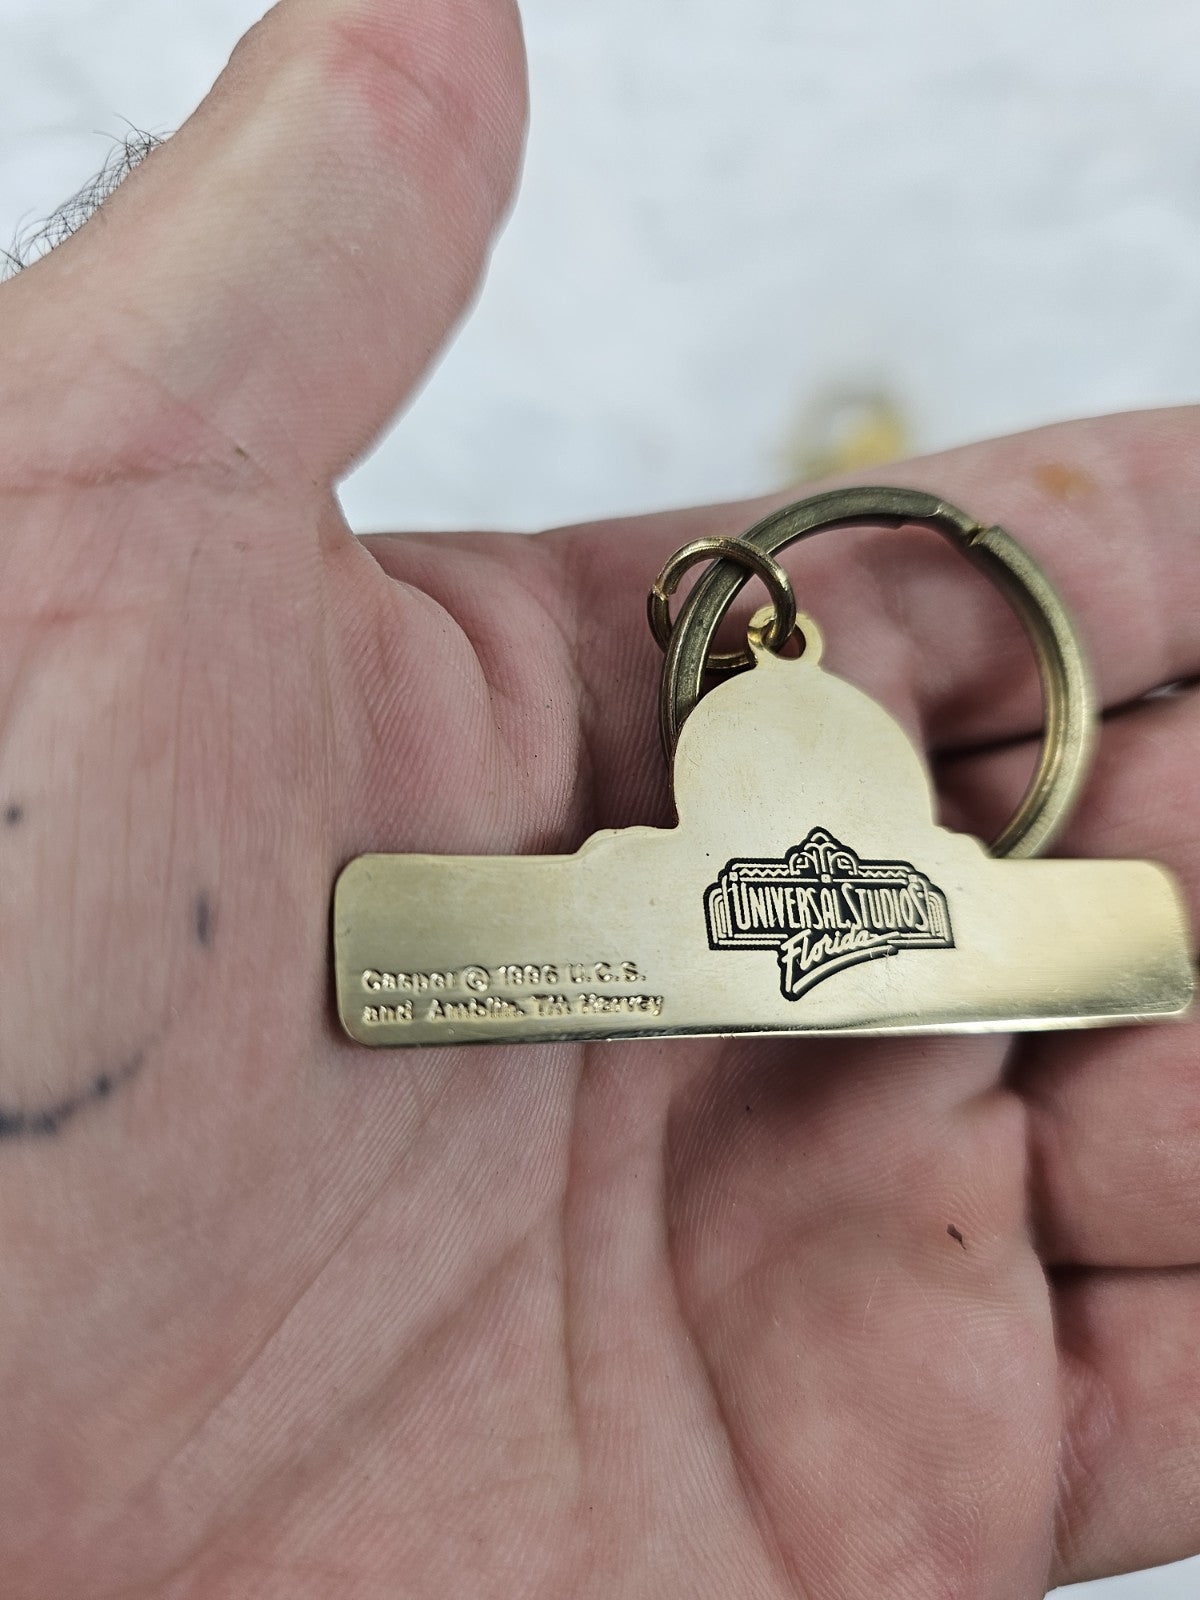 UNIVERSAL STUDIOS
Florida
Casper © 1996 U.C.S.
and Amblin. TM Harvey